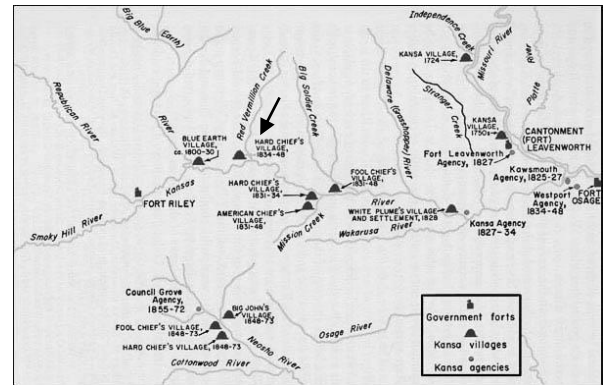 Independence Creek
KANSA VILLAGE,
1724
Missouri River
Platte
River
Big Blue
(Earth)
River
Republican River
Red Vermillion Creek
Big Soldier Creek
Delaware (Grasshopper) River
Stranger Creek
KANSA
VILLAGE,
1750s
CANTONMENT
(FORT)
LEAVENWORTH
Fort Leavenworth
Agency, 1827
BLUE EARTH
VILLAGE,
ca. 1800-30
HARD CHIEF'S
VILLAGE,
1834-48
Kawsmouth
Agency, 1825-27
FORT
OSAGE
Westport
Agency,
1834-48
FORT RILEY
Kansas
HARD CHIEF'S
VILLAGE,
1831-34
FOOL CHIEF'S
VILLAGE,
1831-48
AMERICAN CHIEF'S
VILLAGE,
1831-48
River
WHITE PLUME'S VILLAGE
AND SETTLEMENT, 1828
Kansa Agency
1827-34
Smoky Hill River
Mission Creek
Wakarusa River
Council Grove
Agency,
1855-72
BIG JOHN'S
VILLAGE
1848-73
FOOL CHIEF'S VILLAGE,
1848-73
HARD CHIEF'S VILLAGE, 1848-73
Osage River
Neosho River
Cottonwood River
Government forts
Kansa villages
Kansa agencies